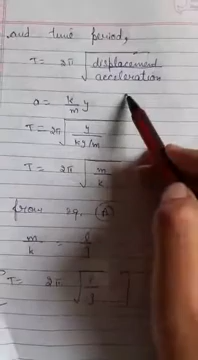 and time period,
T = 2π √(displacement / acceleration)
a = k/m y
T = 2π √(y / (ky/m))
T = 2π √(m/k)
from eq.
m/k = l/g
T = 2π √(l/g)